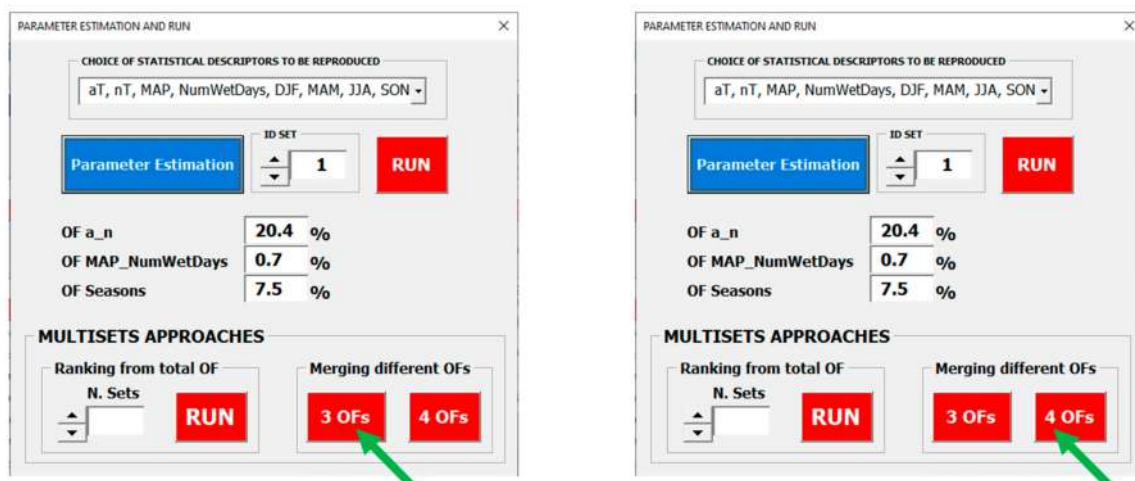 PARAMETER ESTIMATION AND RUN
CHOICE OF STATISTICAL DESCRIPTORS TO BE REPRODUCED
aT, nT, MAP, NumWetDays, DJF, MAM, JJA, SON
Parameter Estimation
ID SET
1
RUN
OF a_n 20.4 %
OF MAP_NumWetDays 0.7 %
OF Seasons 7.5 %
MULTISETS APPROACHES
Ranking from total OF
N. Sets
RUN
Merging different OFs
3 OFs
4 OFs
PARAMETER ESTIMATION AND RUN
CHOICE OF STATISTICAL DESCRIPTORS TO BE REPRODUCED
aT, nT, MAP, NumWetDays, DJF, MAM, JJA, SON
Parameter Estimation
ID SET
1
RUN
OF a_n 20.4 %
OF MAP_NumWetDays 0.7 %
OF Seasons 7.5 %
MULTISETS APPROACHES
Ranking from total OF
N. Sets
RUN
Merging different OFs
3 OFs
4 OFs